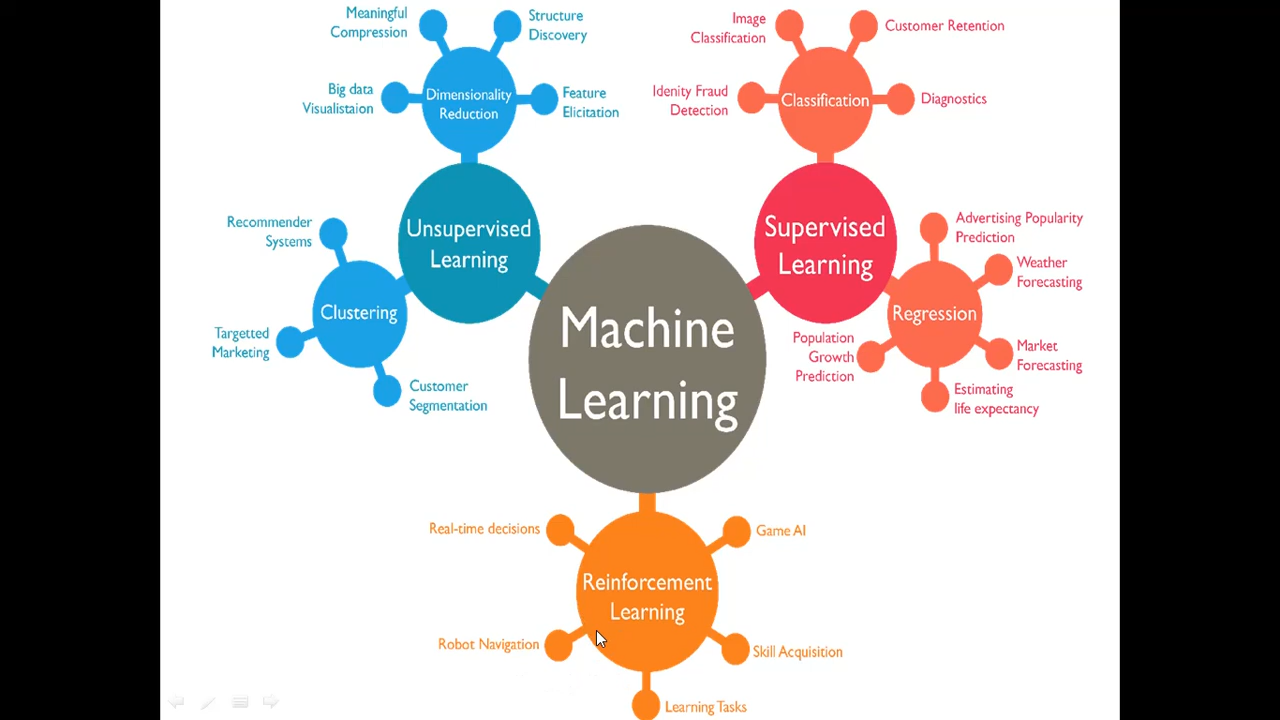 Meaningful
Compression
Structure
Discovery
Big data
Visualistaion
Dimensionality
Reduction
Feature
Elicitation
Unsupervised
Learning
Recommender
Systems
Clustering
Targetted
Marketing
Customer
Segmentation
Image
Classification
Customer Retention
Idenity Fraud
Detection
Classification
Diagnostics
Supervised
Learning
Advertising Popularity
Prediction
Weather
Forecasting
Regression
Population
Growth
Prediction
Market
Forecasting
Estimating
life expectancy
Machine
Learning
Real-time decisions
Game AI
Reinforcement
Learning
Robot Navigation
Skill Acquisition
Learning Tasks